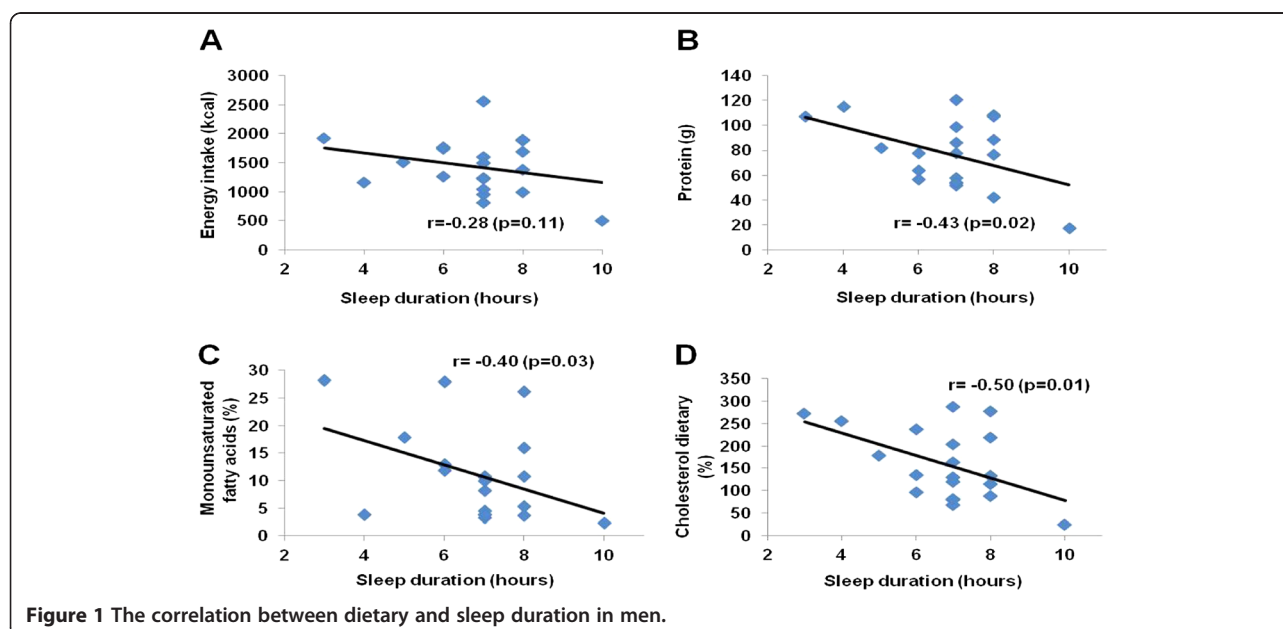 A
Energy intake (kcal)
3000
2500
2000
1500
1000
500
0
r=-0.28 (p=0.11)
2 4 6 8 10
Sleep duration (hours)
B
Protein (g)
140
120
100
80
60
40
20
0
r= -0.43 (p=0.02)
2 4 6 8 10
Sleep duration (hours)
C
Monounsaturated
fatty acids (%)
r= -0.40 (p=0.03)
30
25
20
15
10
5
0
2 4 6 8 10
Sleep duration (hours)
D
Cholesterol dietary
(%)
r= -0.50 (p=0.01)
350
300
250
200
150
100
50
0
2 4 6 8 10
Sleep duration (hours)
Figure 1 The correlation between dietary and sleep duration in men.